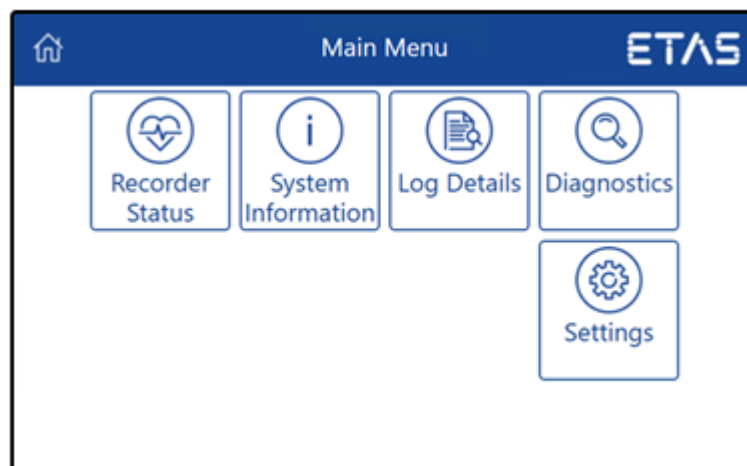 Main Menu
ETAS
Recorder
Status
System
Information
Log Details
Diagnostics
Settings